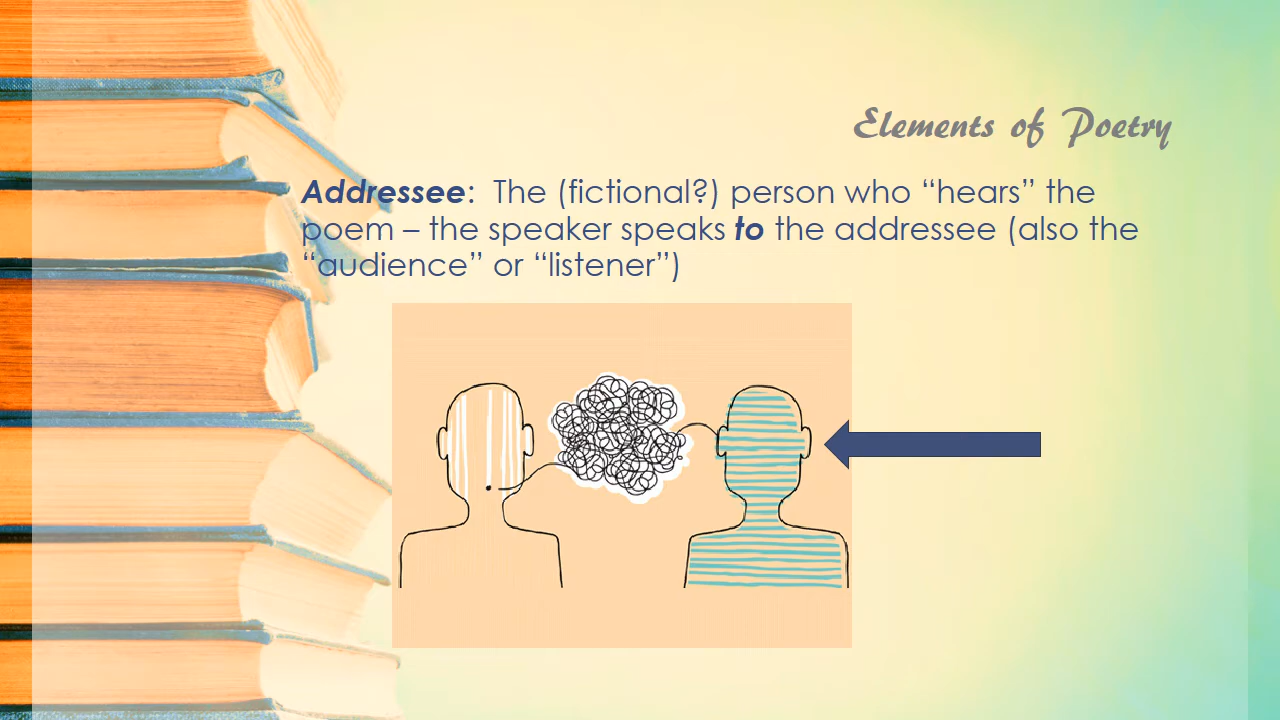 Elements of Poetry
Addressee:  The (fictional?) person who “hears” the
poem – the speaker speaks to the addressee (also the
“audience” or “listener”)